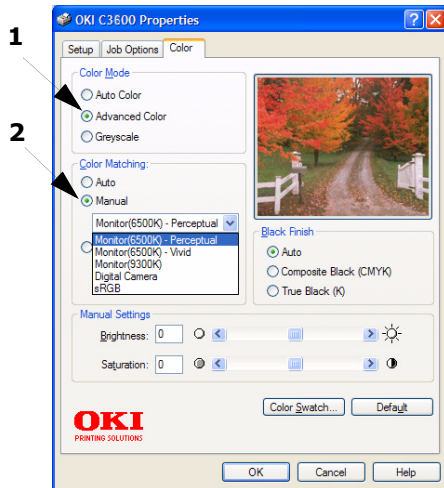 OKI C3600 Properties
Setup Job Options Color
1
Color Mode
Auto Color
Advanced Color
Greyscale
2
Color Matching:
Auto
Manual
Monitor(6500K) - Perceptual
Monitor(6500K) - Perceptual
Monitor(6500K) - Vivid
Monitor(9300K)
Digital Camera
sRGB
Black Finish
Auto
Composite Black (CMYK)
True Black (K)
Manual Settings
Brightness: 0
Saturation: 0
Color Swatch... Default
OKI
PRINTING SOLUTIONS
OK Cancel Help